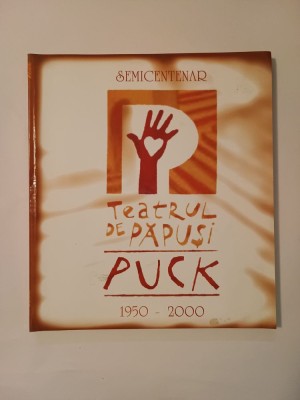 SEMICENTENAR
P
TEATRUL
DE PĂPUȘI
PUCK
1950 - 2000